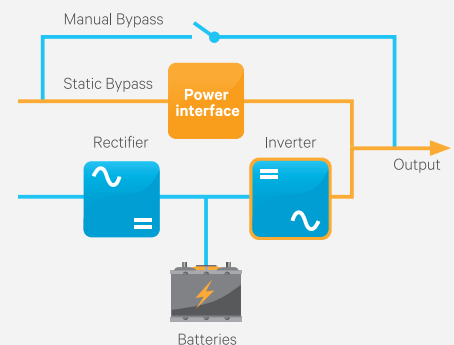 Manual Bypass
Static Bypass
Power
interface
Rectifier
Inverter
Output
Batteries